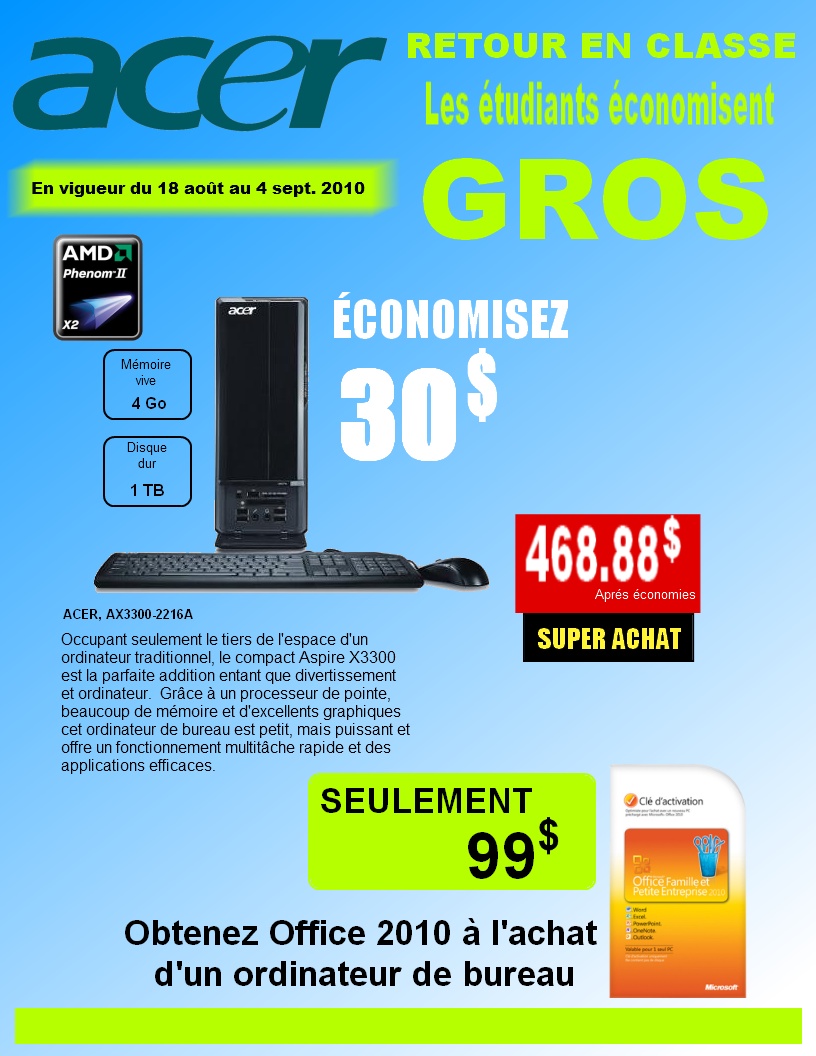 acer
RETOUR EN CLASSE
Les étudiants économisent
GROS
En vigueur du 18 août au 4 sept. 2010
AMD
Phenom II
X2
Mémoire
vive
4 Go
Disque
dur
1 TB
acer
ÉCONOMISEZ
30$
468.88$
Aprés économies
SUPER ACHAT
ACER, AX3300-2216A
Occupant seulement le tiers de l'espace d'un
ordinateur traditionnel, le compact Aspire X3300
est la parfaite addition entant que divertissement
et ordinateur.  Grâce à un processeur de pointe,
beaucoup de mémoire et d'excellents graphiques
cet ordinateur de bureau est petit, mais puissant et
offre un fonctionnement multitâche rapide et des
applications efficaces.
SEULEMENT
99$
Obtenez Office 2010 à l'achat
d'un ordinateur de bureau
Clé d'activation
Office Famille et
Petite Entreprise 2010
Word
Excel
PowerPoint
OneNote
Outlook
Valable pour 1 seul PC
Microsoft